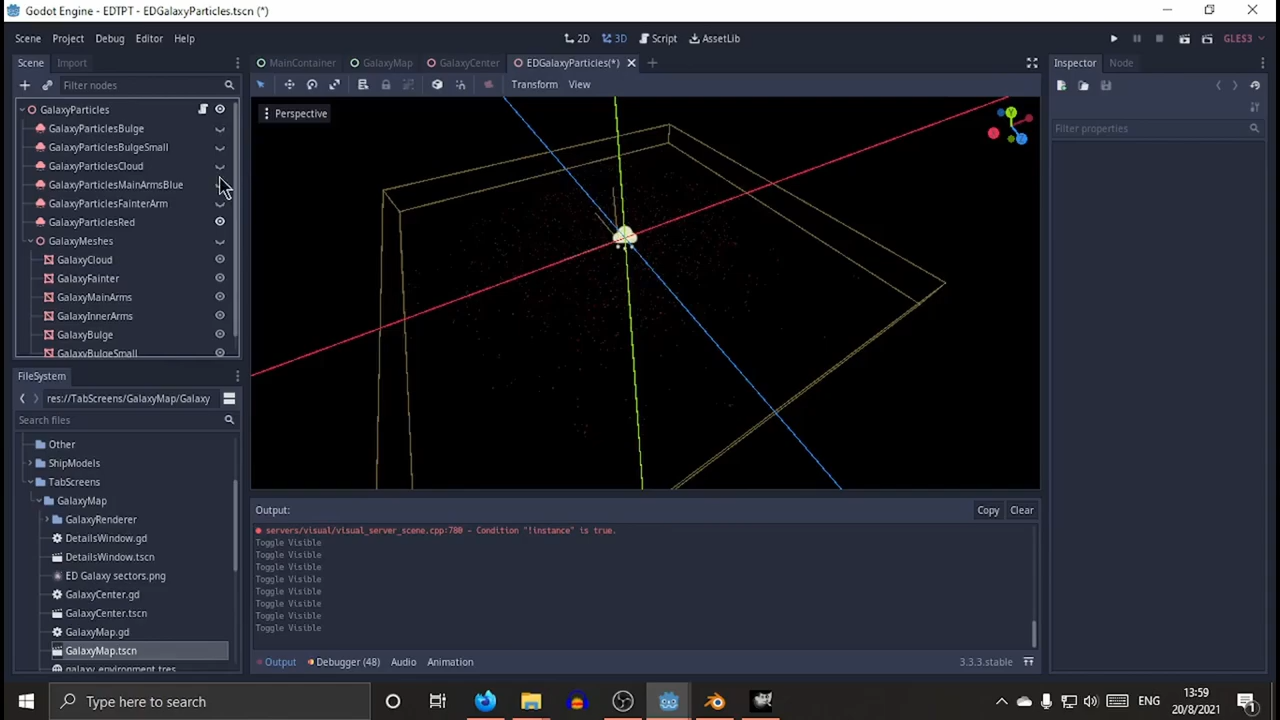 Godot Engine - EDTPT - EDGalaxyParticles.tscn (*)
Scene Project Debug Editor Help
2D 3D Script AssetLib
GLES3
Scene Import
Filter nodes
GalaxyParticles
GalaxyParticlesBulge
GalaxyParticlesBulgeSmall
GalaxyParticlesCloud
GalaxyParticlesMainArmsBlue
GalaxyParticlesFainterArm
GalaxyParticlesRed
GalaxyMeshes
GalaxyCloud
GalaxyFainter
GalaxyMainArms
GalaxyInnerArms
GalaxyBulge
GalaxyBulgeSmall
FileSystem
res://TabScreens/GalaxyMap/Galaxy
Search files
Other
ShipModels
TabScreens
GalaxyMap
GalaxyRenderer
DetailsWindow.gd
DetailsWindow.tscn
ED Galaxy sectors.png
GalaxyCenter.gd
GalaxyCenter.tscn
GalaxyMap.gd
GalaxyMap.tscn
galaxy_environment.tres
MainContainer GalaxyMap GalaxyCenter EDGalaxyParticles(*)
Transform View
Perspective
Y
Z
Output:
Copy Clear
servers/visual/visual_server_scene.cpp:780 - Condition "!instance" is true.
Toggle Visible
Toggle Visible
Toggle Visible
Toggle Visible
Toggle Visible
Toggle Visible
Toggle Visible
Toggle Visible
Output Debugger (48) Audio Animation
3.3.3.stable
Inspector Node
Filter properties
Type here to search
ENG
13:59
20/8/2021
1